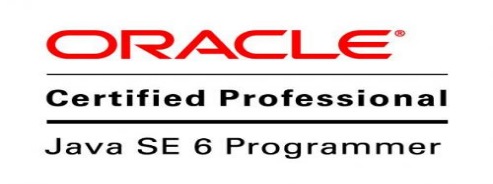 ORACLE®
Certified Professional
Java SE 6 Programmer